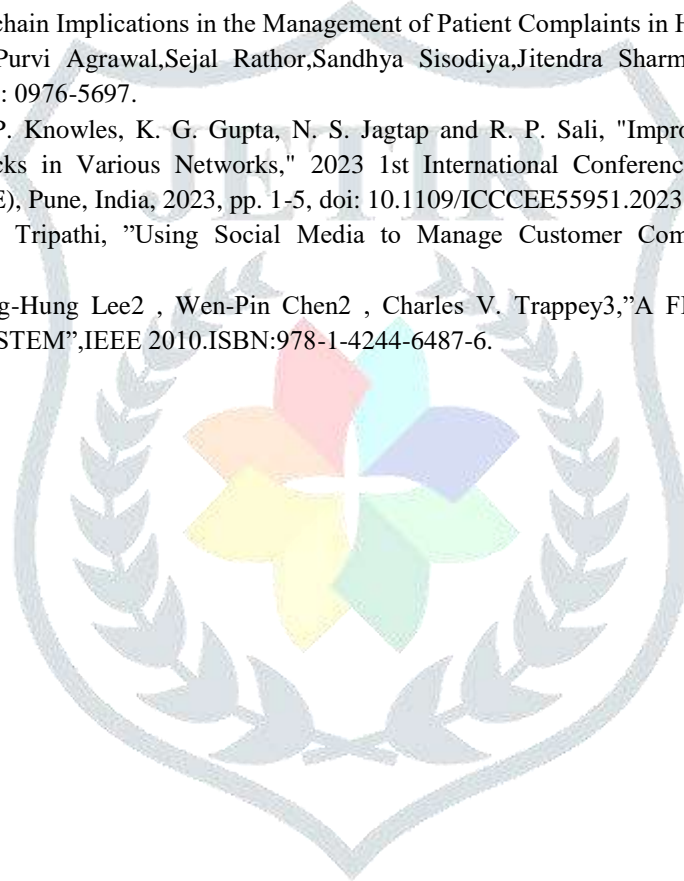 chain Implications in the Management of Patient Complaints in H
Purvi Agrawal,Sejal Rathor,Sandhya Sisodiya,Jitendra Sharm
: 0976-5697.
P. Knowles, K. G. Gupta, N. S. Jagtap and R. P. Sali, "Impro
cks in Various Networks," 2023 1st International Conferenc
E), Pune, India, 2023, pp. 1-5, doi: 10.1109/ICCCEE55951.2023
Tripathi, ”Using Social Media to Manage Customer Com
JETIR
g-Hung Lee2 , Wen-Pin Chen2 , Charles V. Trappey3,”A FI
STEM”,IEEE 2010.ISBN:978-1-4244-6487-6.